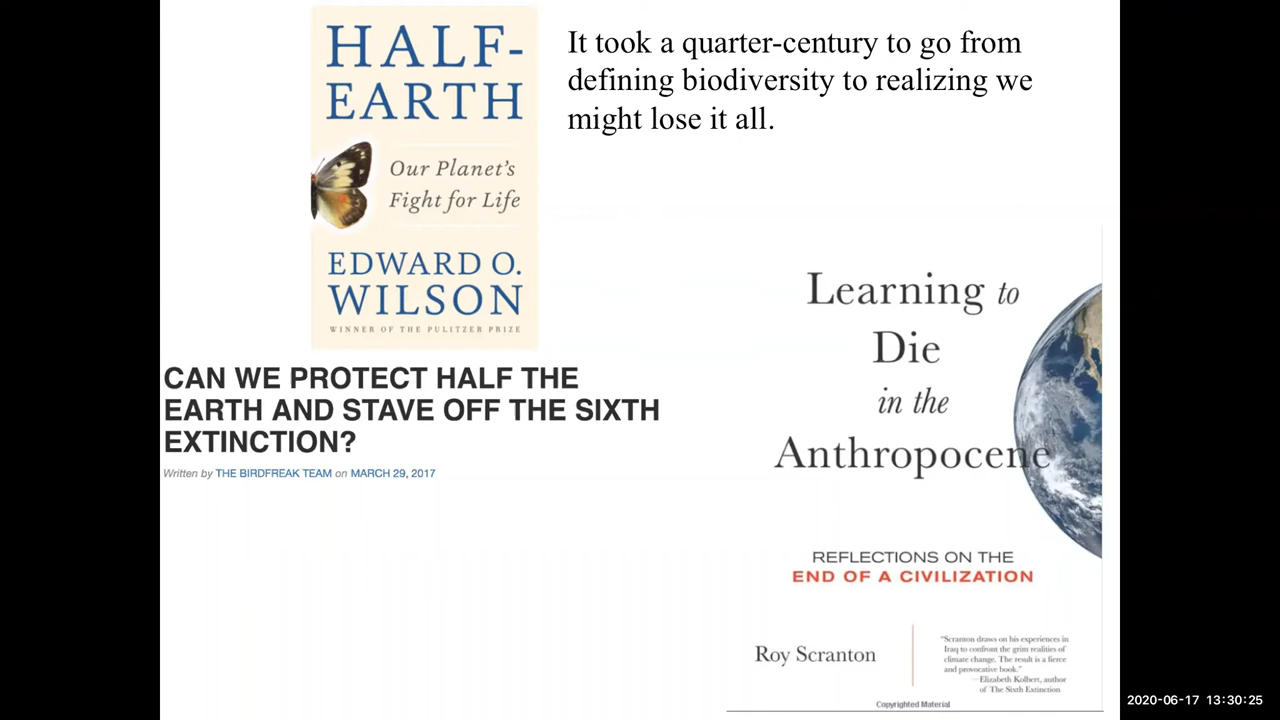 HALF-
EARTH
Our Planet's
Fight for Life
EDWARD O.
WILSON
WINNER OF THE PULITZER PRIZE
It took a quarter-century to go from
defining biodiversity to realizing we
might lose it all.
CAN WE PROTECT HALF THE
EARTH AND STAVE OFF THE SIXTH
EXTINCTION?
Written by THE BIRDFREAK TEAM on MARCH 29, 2017
Learning to
Die
in the
Anthropocene
REFLECTIONS ON THE
END OF A CIVILIZATION
Roy Scranton
"Scranton draws on his experiences in
Iraq to confront the grim realities of
climate change. The result is a fierce
and provocative book."
—Elizabeth Kolbert, author
of The Sixth Extinction
Copyrighted Material
2020-06-17 13:30:25